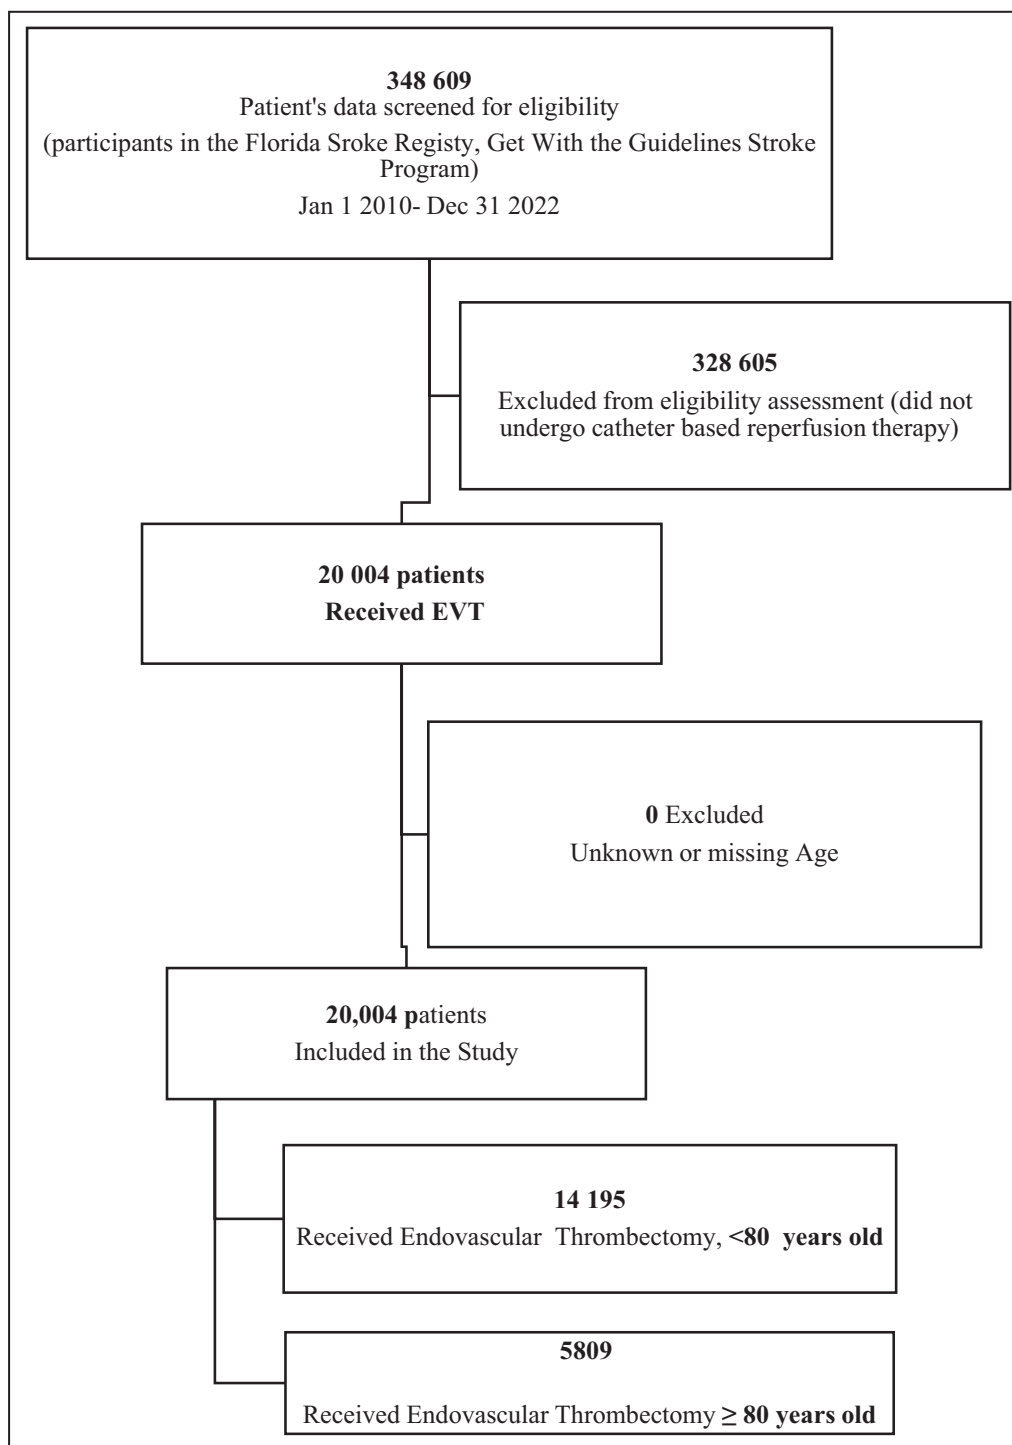 348 609
Patient's data screened for eligibility
(participants in the Florida Sroke Registy, Get With the Guidelines Stroke
Program)
Jan 1 2010- Dec 31 2022
328 605
Excluded from eligibility assessment (did not
undergo catheter based reperfusion therapy)
20 004 patients
Received EVT
0 Excluded
Unknown or missing Age
20,004 patients
Included in the Study
14 195
Received Endovascular Thrombectomy, <80 years old
5809
Received Endovascular Thrombectomy ≥ 80 years old